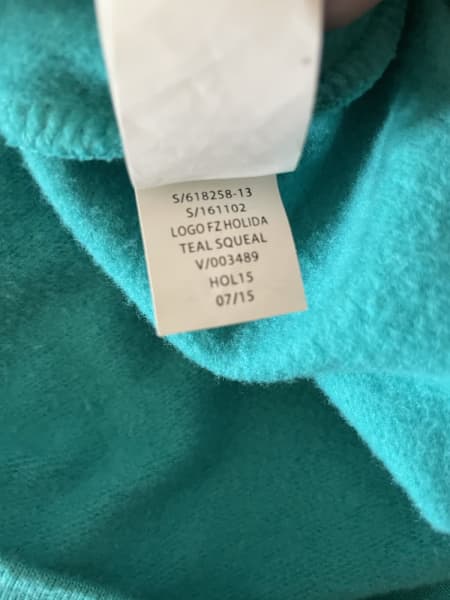 S/618258-13
S/161102
LOGO FZ HOLIDA
TEAL SQUEAL
V/003489
HOL15
07/15